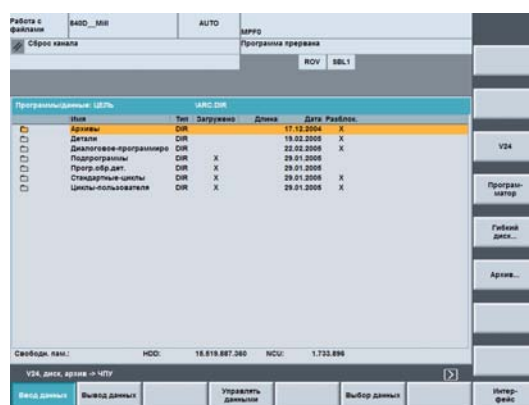 Работа с файлами
840D__Mill
AUTO
MPF0
Сброс канала
Программа прервана
ROV SBL1
Программы/данные: ЦЕЛЬ \ARC.DIR
Имя Тип Загружено Длина Дата Разблок.
Архивы DIR 17.12.2004 X
Детали DIR 19.02.2005 X
Диалоговое-программиро DIR 22.02.2005 X
Подпрограммы DIR X 29.01.2005
Прогр.обр.дет. DIR X 29.01.2005
Стандартные-циклы DIR X 29.01.2005 X
Циклы-пользователя DIR X 29.01.2005 X
Свободн. пам.: HDD: 18.519.887.360 NCU: 1.733.896
V24, диск, архив -> ЧПУ
Ввод данных
Вывод данных
Управлять данными
Выбор данных
Интер-
фейс
V24
Програм-
матор
Гибкий
диск...
Архив...